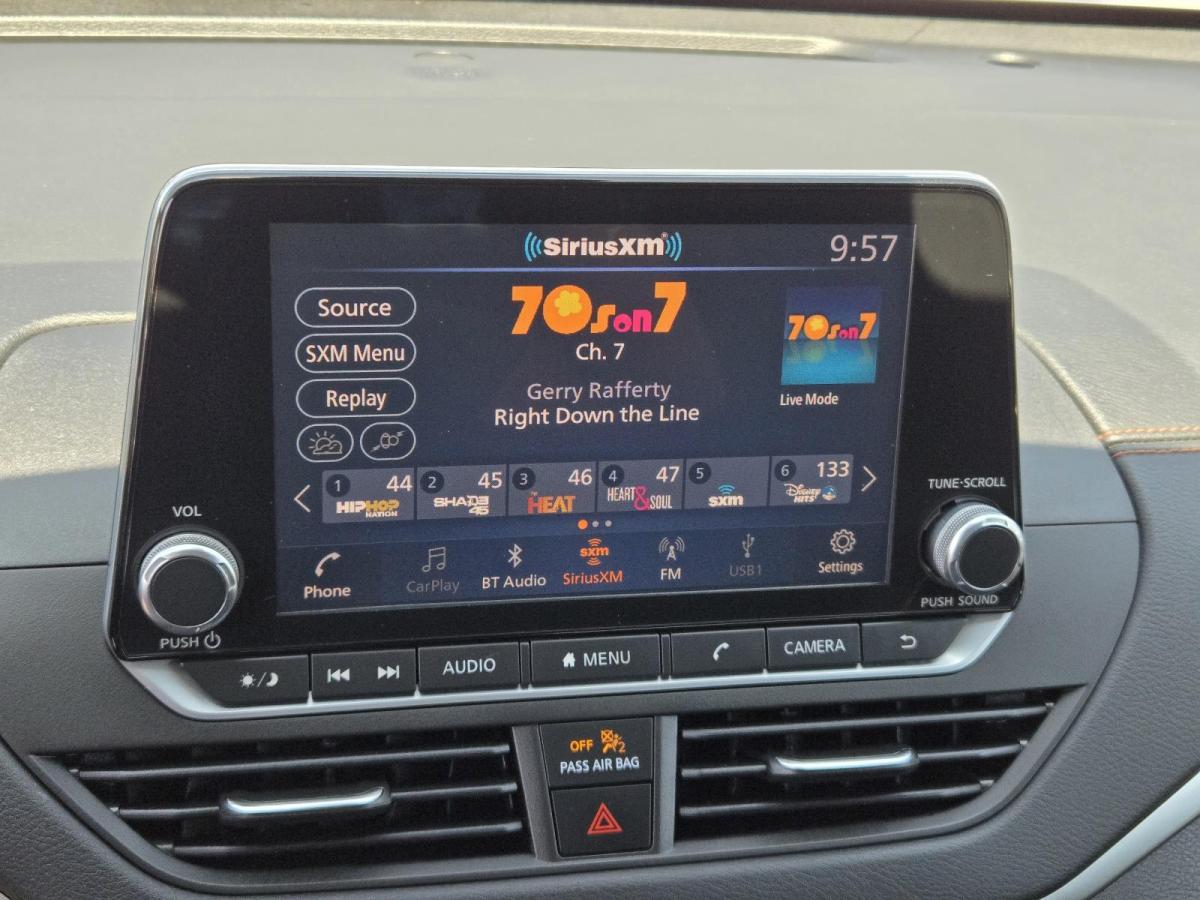 SiriusXM®
9:57
Source
SXM Menu
Replay
70s on 7
Ch. 7
Gerry Rafferty
Right Down the Line
70s on 7
Live Mode
1 44 HIPHOP NATION
2 45 SHADE 45
3 46 THE HEAT
4 47 HEART & SOUL
5 sxm
6 133 Disney HITS
Phone
CarPlay
BT Audio
sxm
SiriusXM
FM
USB1
Settings
VOL
PUSH
TUNE·SCROLL
PUSH SOUND
AUDIO
MENU
CAMERA
OFF 2
PASS AIR BAG